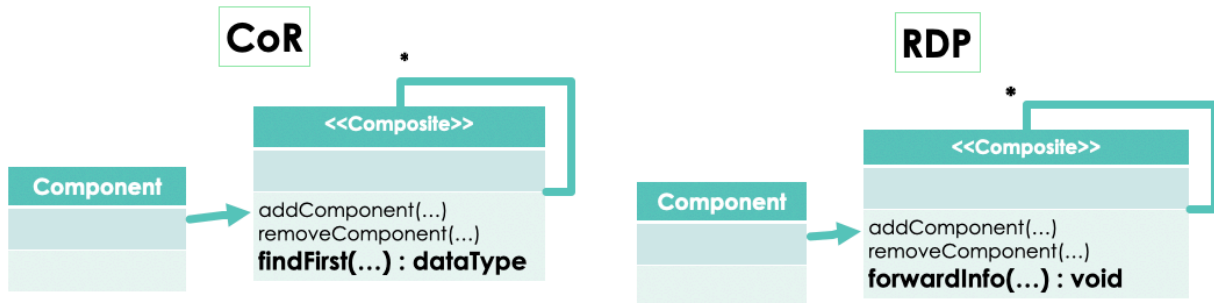 CoR
*
<<Composite>>
Component
addComponent(...)
removeComponent(...)
findFirst(...) : dataType
RDP
*
<<Composite>>
Component
addComponent(...)
removeComponent(...)
forwardInfo(...) : void